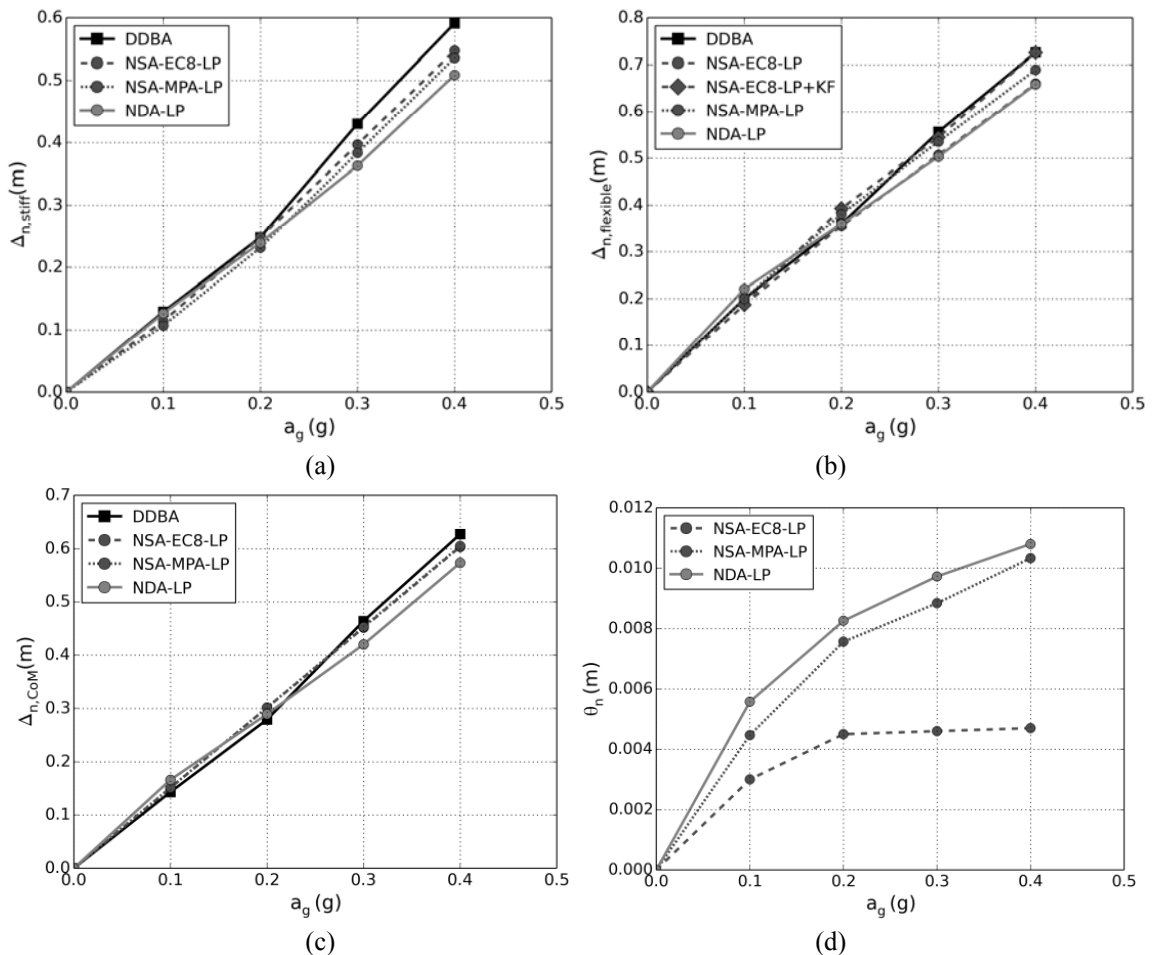 0.6
0.5
0.4
0.3
0.2
0.1
0.0
Δn,stiff(m)
DDBA
NSA-EC8-LP
NSA-MPA-LP
NDA-LP
0.0 0.1 0.2 0.3 0.4 0.5
ag (g)
(a)
0.8
0.7
0.6
0.5
0.4
0.3
0.2
0.1
0.0
Δn,flexible(m)
DDBA
NSA-EC8-LP
NSA-EC8-LP+KF
NSA-MPA-LP
NDA-LP
0.0 0.1 0.2 0.3 0.4 0.5
ag (g)
(b)
0.7
0.6
0.5
0.4
0.3
0.2
0.1
0.0
Δn,CoM(m)
DDBA
NSA-EC8-LP
NSA-MPA-LP
NDA-LP
0.0 0.1 0.2 0.3 0.4 0.5
ag (g)
(c)
0.012
0.010
0.008
0.006
0.004
0.002
0.000
θn (m)
NSA-EC8-LP
NSA-MPA-LP
NDA-LP
0.0 0.1 0.2 0.3 0.4 0.5
ag (g)
(d)